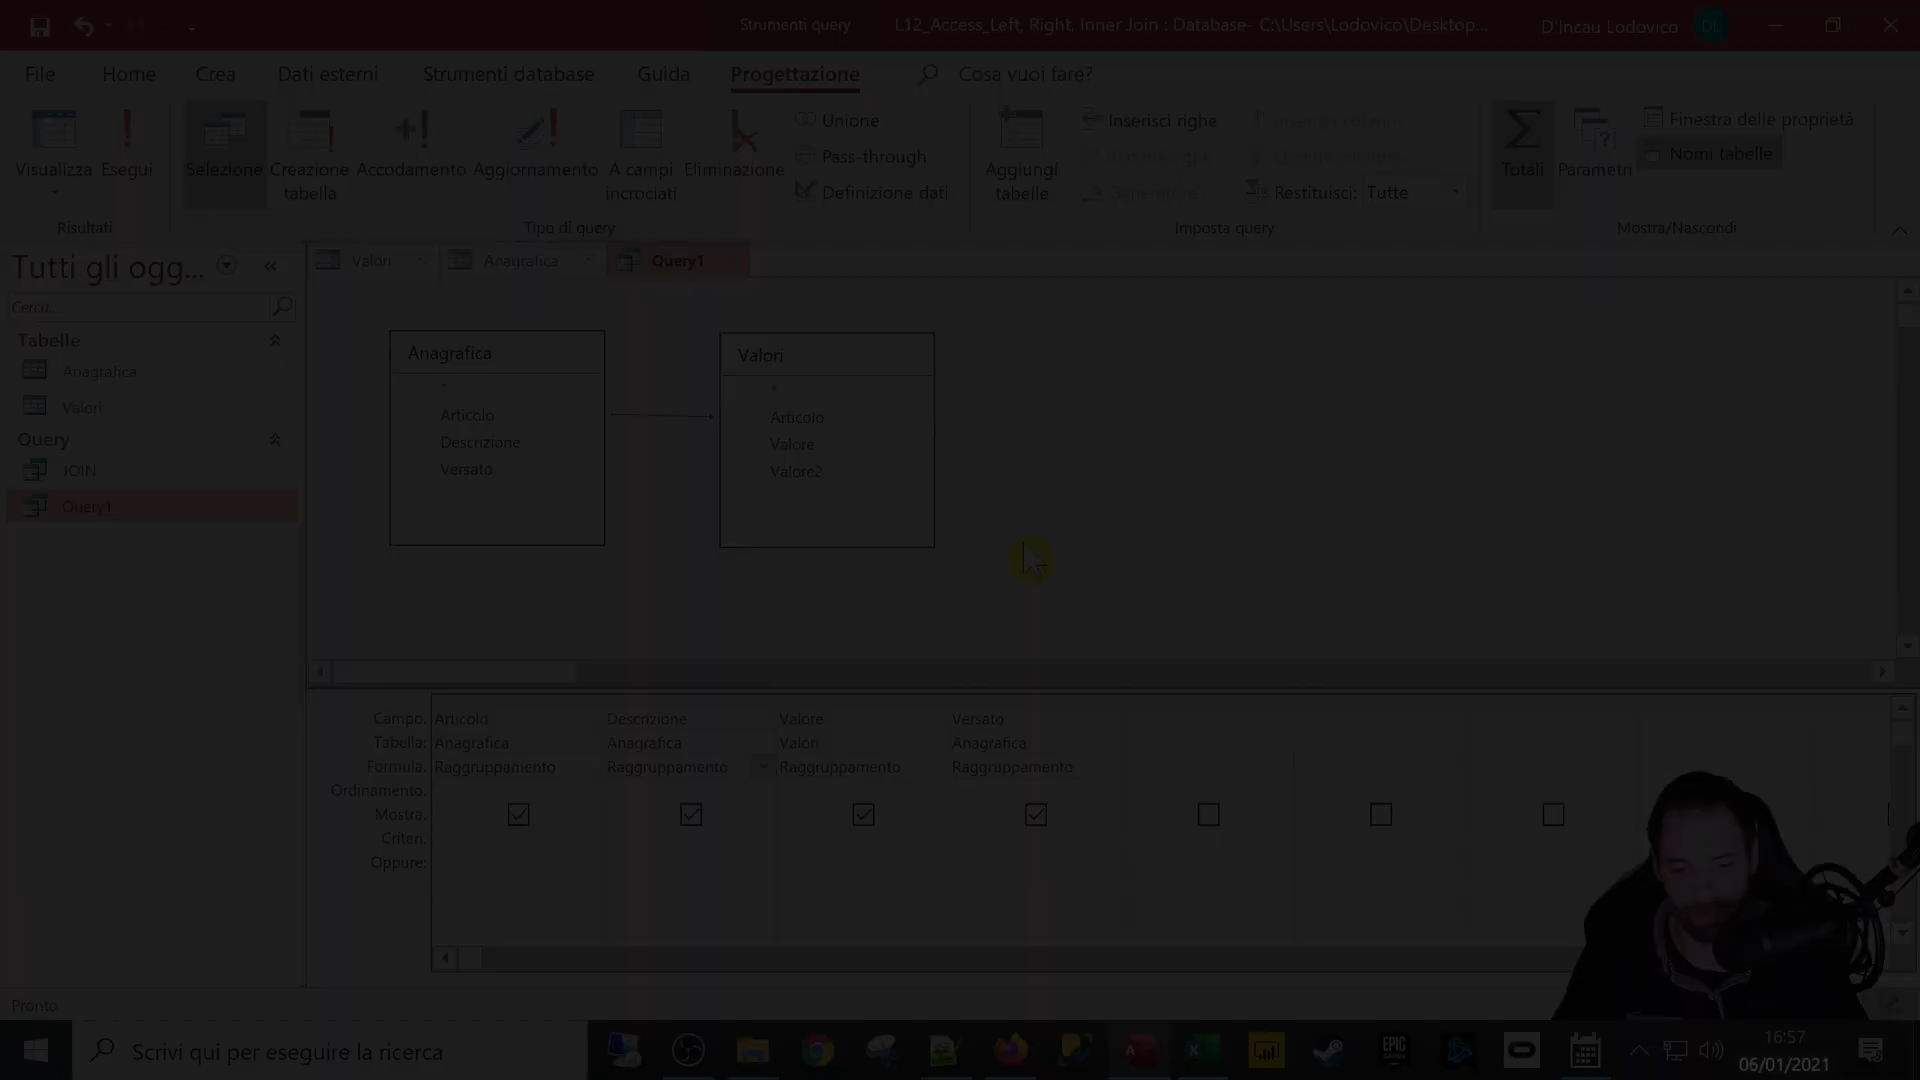 Strumenti query
L12_Access_Left, Right, Inner Join : Database- C:\Users\Lodovico\Desktop...
D'Incau Lodovico
File
Home
Crea
Dati esterni
Strumenti database
Guida
Progettazione
Cosa vuoi fare?
Visualizza
Esegui
Selezione
Creazione tabella
Accodamento
Aggiornamento
A campi incrociati
Eliminazione
Unione
Pass-through
Definizione dati
Aggiungi tabelle
Inserisci righe
Generatore
Restituisci: Tutte
Totali
Parametri
Finestra delle proprietà
Nomi tabelle
Risultati
Tipo di query
Imposta query
Mostra/Nascondi
Tutti gli ogg...
Cerca...
Tabelle
Anagrafica
Valori
Query
JOIN
Query1
Valori
Anagrafica
Query1
Anagrafica
*
Articolo
Descrizione
Versato
Valori
*
Articolo
Valore
Valore2
Campo: Articolo Descrizione Valore Versato
Tabella: Anagrafica Anagrafica Valori Anagrafica
Formula: Raggruppamento Raggruppamento Raggruppamento Raggruppamento
Ordinamento:
Mostra:
Criteri:
Oppure:
Pronto
Scrivi qui per eseguire la ricerca
EPIC
16:57
06/01/2021